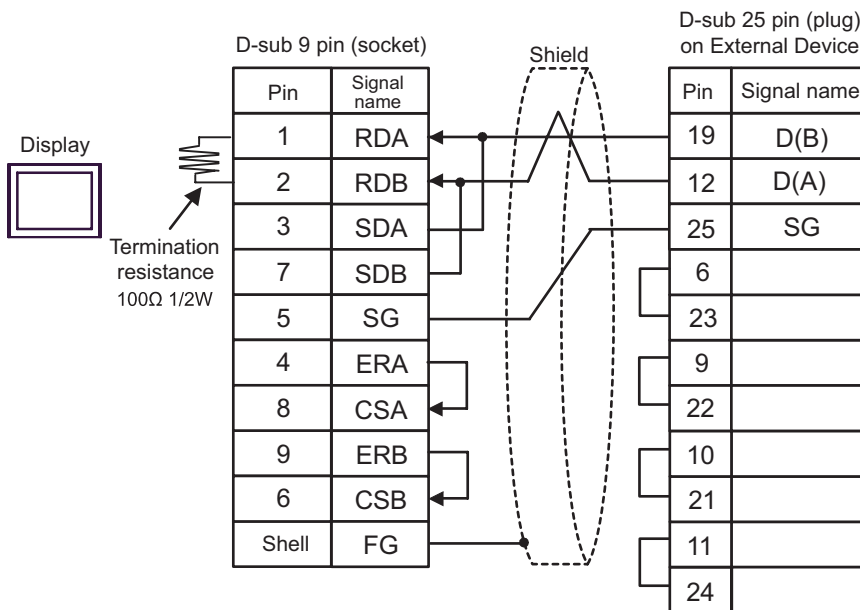 D-sub 9 pin (socket)
Shield
D-sub 25 pin (plug)
on External Device
Display
Termination
resistance
100Ω 1/2W
Pin Signal name
1 RDA
2 RDB
3 SDA
7 SDB
5 SG
4 ERA
8 CSA
9 ERB
6 CSB
Shell FG
Pin Signal name
19 D(B)
12 D(A)
25 SG
6
23
9
22
10
21
11
24